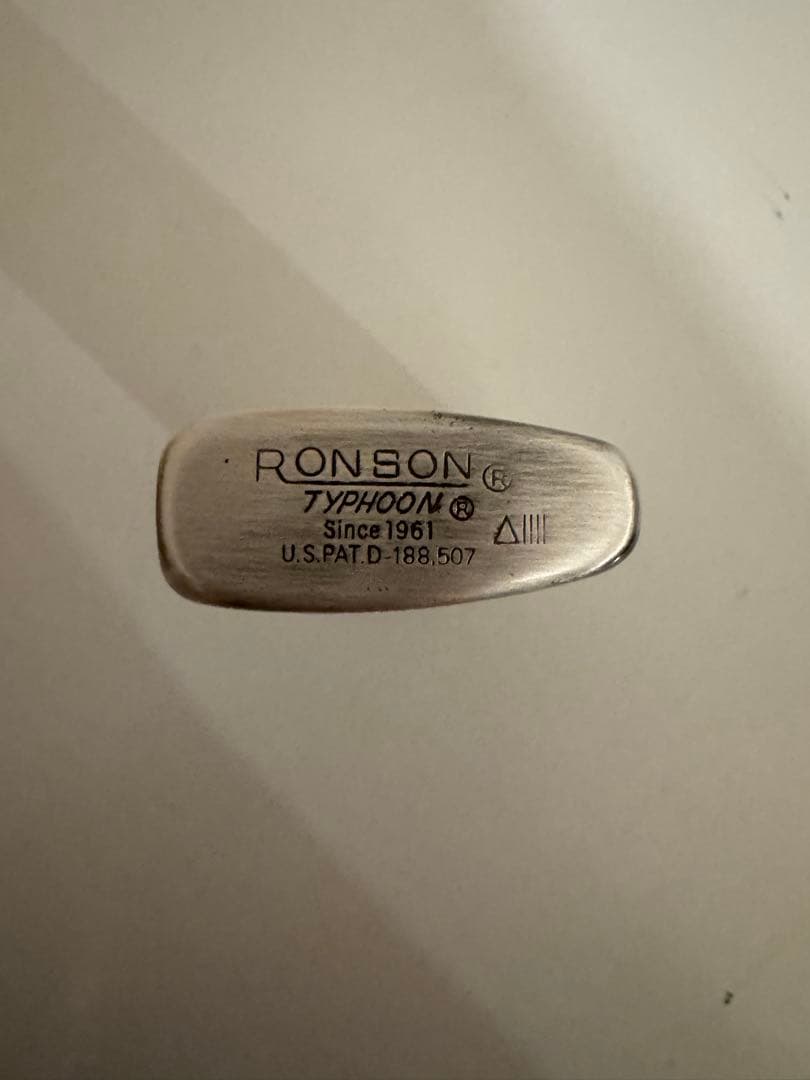 RONSON ®
TYPHOON ®
Since 1961
U.S.PAT.D-188,507
△||||